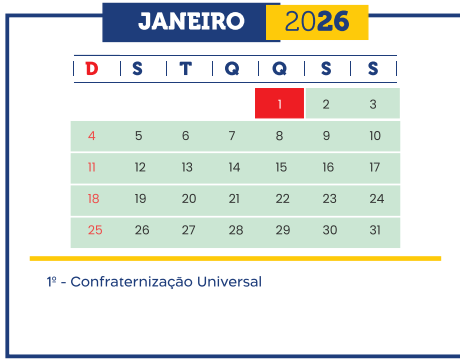 JANEIRO 2026
D S T Q Q S S
1 2 3
4 5 6 7 8 9 10
11 12 13 14 15 16 17
18 19 20 21 22 23 24
25 26 27 28 29 30 31
1º - Confraternização Universal